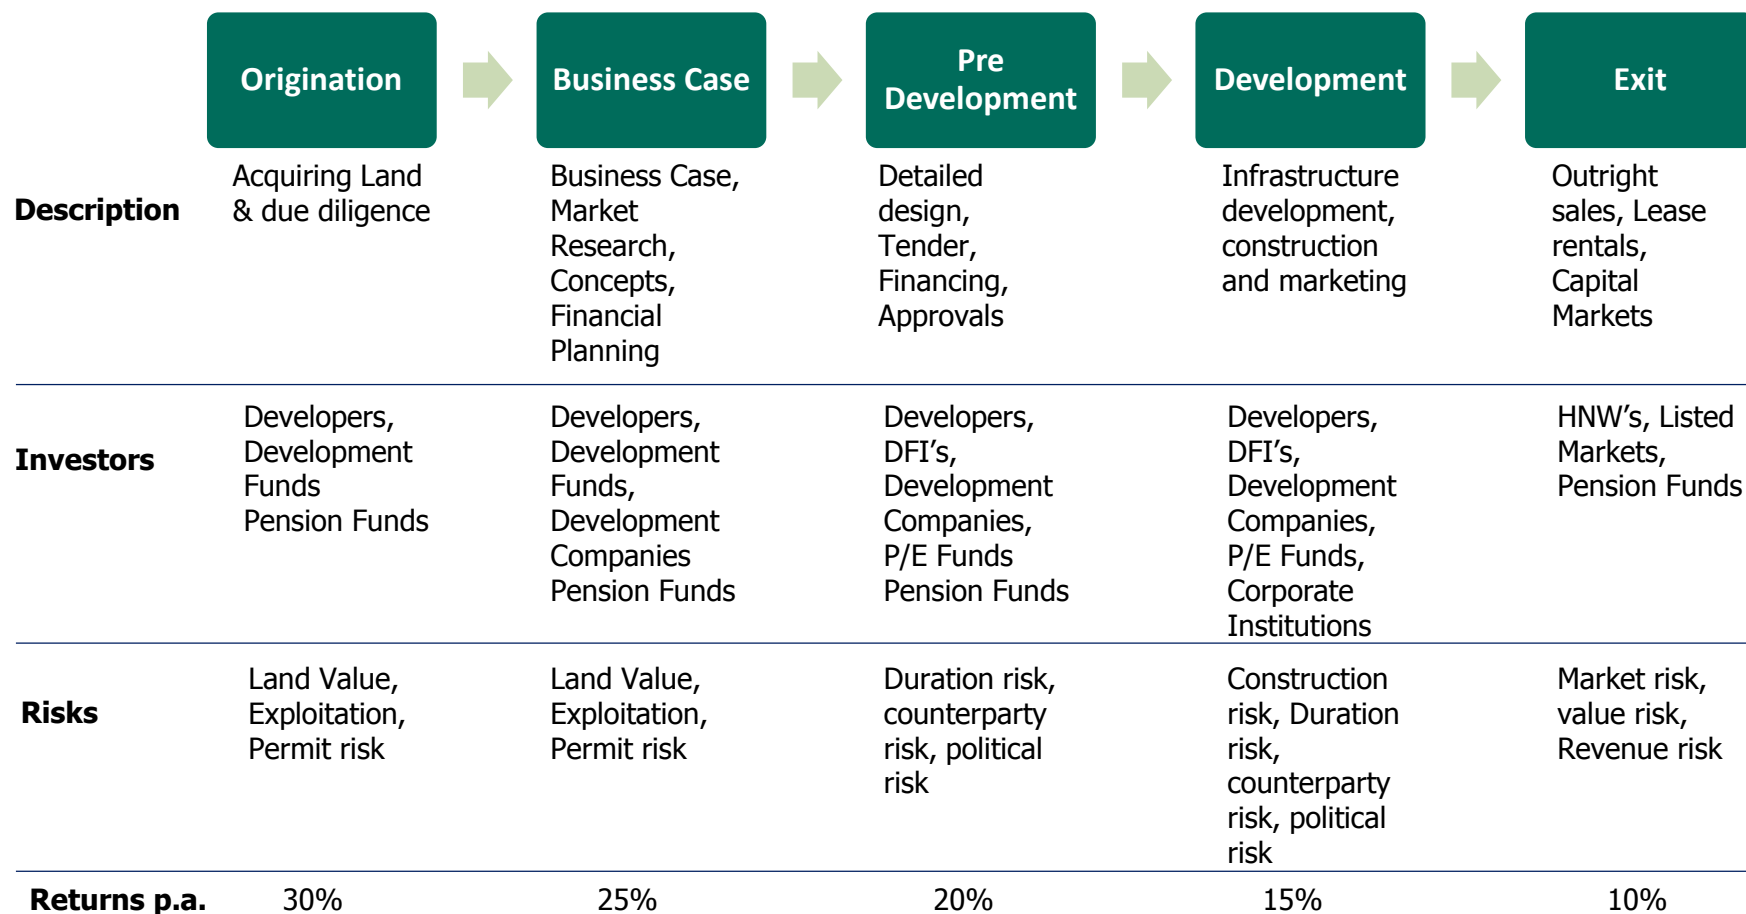 Origination
Business Case
Pre
Development
Development
Exit
Description
Acquiring Land
& due diligence
Business Case,
Market
Research,
Concepts,
Financial
Planning
Detailed
design,
Tender,
Financing,
Approvals
Infrastructure
development,
construction
and marketing
Outright
sales, Lease
rentals,
Capital
Markets
Investors
Developers,
Development
Funds
Pension Funds
Developers,
Development
Funds,
Development
Companies
Pension Funds
Developers,
DFI’s,
Development
Companies,
P/E Funds
Pension Funds
Developers,
DFI’s,
Development
Companies,
P/E Funds,
Corporate
Institutions
HNW’s, Listed
Markets,
Pension Funds
Risks
Land Value,
Exploitation,
Permit risk
Land Value,
Exploitation,
Permit risk
Duration risk,
counterparty
risk, political
risk
Construction
risk, Duration
risk,
counterparty
risk, political
risk
Market risk,
value risk,
Revenue risk
Returns p.a.
30%
25%
20%
15%
10%